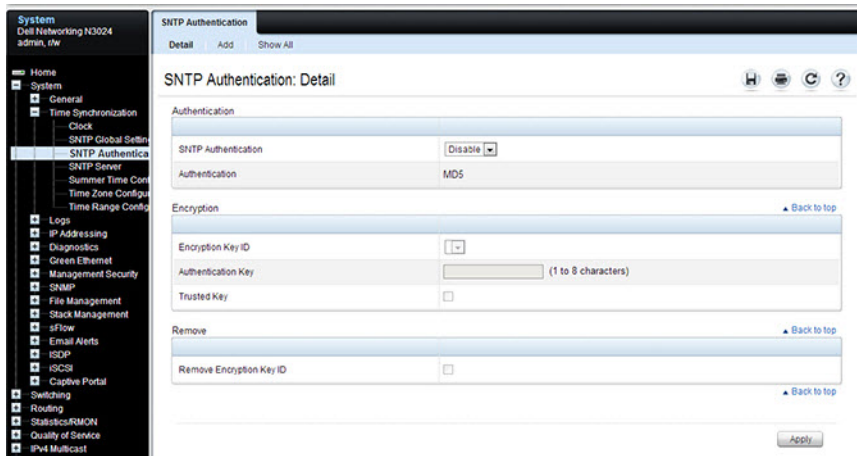 System
Dell Networking N3024
admin, r/w
Home
System
General
Time Synchronization
Clock
SNTP Global Settin
SNTP Authentica
SNTP Server
Summer Time Cont
Time Zone Configur
Time Range Config
Logs
IP Addressing
Diagnostics
Green Ethernet
Management Security
SNMP
File Management
Stack Management
sFlow
Email Alerts
ISDP
iSCSI
Captive Portal
Switching
Routing
Statistics/RMON
Quality of Service
IPv4 Multicast
SNTP Authentication
Detail Add Show All
SNTP Authentication: Detail
Authentication
SNTP Authentication Disable
Authentication MD5
Encryption Back to top
Encryption Key ID
Authentication Key (1 to 8 characters)
Trusted Key
Remove Back to top
Remove Encryption Key ID
Back to top
Apply